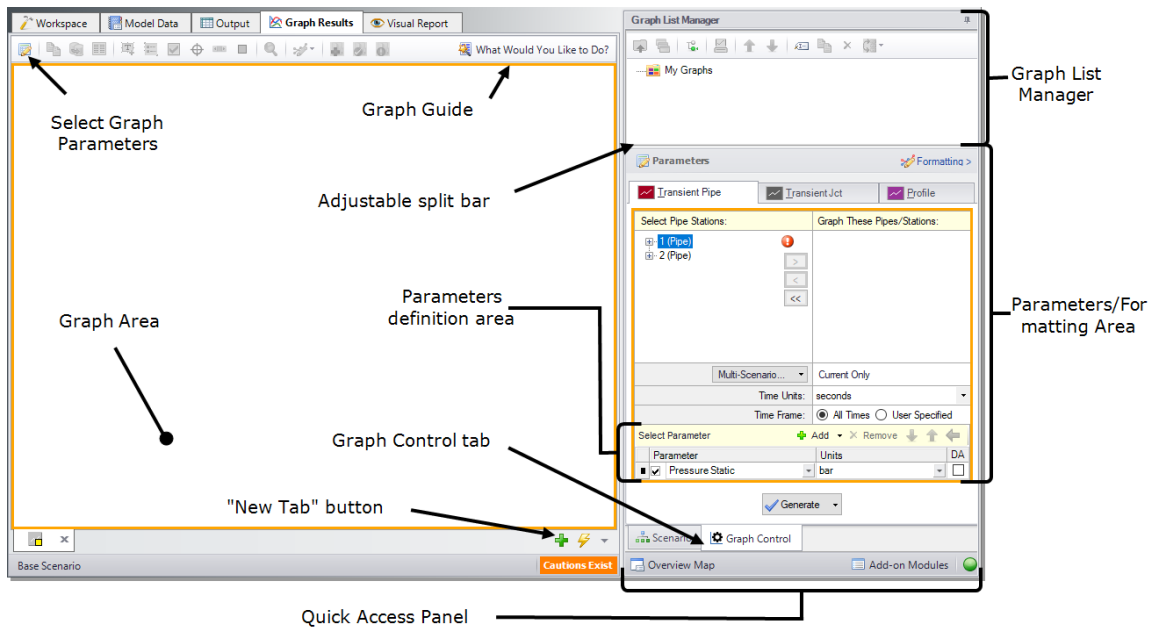 Workspace
Model Data
Output
Graph Results
Visual Report
What Would You Like to Do?
Select Graph
Parameters
Graph Guide
Adjustable split bar
Graph Area
Parameters
definition area
Graph Control tab
"New Tab" button
Base Scenario
Cautions Exist
Graph List Manager
My Graphs
Parameters
Formatting >
Transient Pipe
Transient Jct
Profile
Select Pipe Stations:
Graph These Pipes/Stations:
1 (Pipe)
2 (Pipe)
>
<
<<
Multi-Scenario...
Current Only
Time Units:
seconds
Time Frame:
All Times
User Specified
Select Parameter
Add
Remove
Parameter
Units
DA
Pressure Static
bar
Generate
Scenario
Graph Control
Overview Map
Add-on Modules
Graph List
Manager
Parameters/For
matting Area
Quick Access Panel